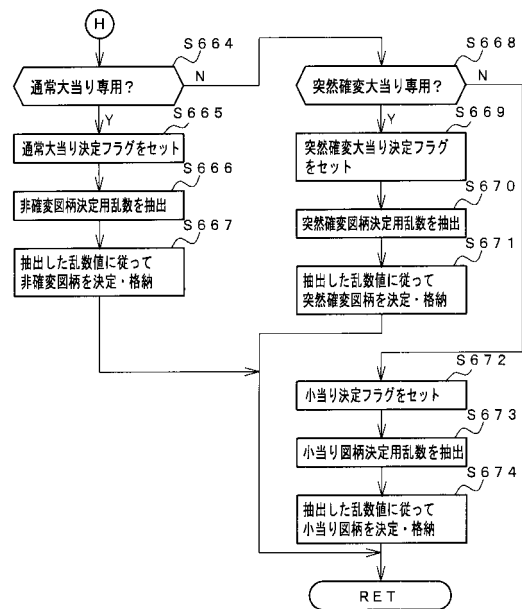 H
S664
通常大当り専用？
N
Y
S665
通常大当り決定フラグをセット
S666
非確変図柄決定用乱数を抽出
S667
抽出した乱数値に従って
非確変図柄を決定・格納
S668
突然確変大当り専用？
N
Y
S669
突然確変大当り決定フラグ
をセット
S670
突然確変図柄決定用乱数を抽出
S671
抽出した乱数値に従って
突然確変図柄を決定・格納
S672
小当り決定フラグをセット
S673
小当り図柄決定用乱数を抽出
S674
抽出した乱数値に従って
小当り図柄を決定・格納
RET